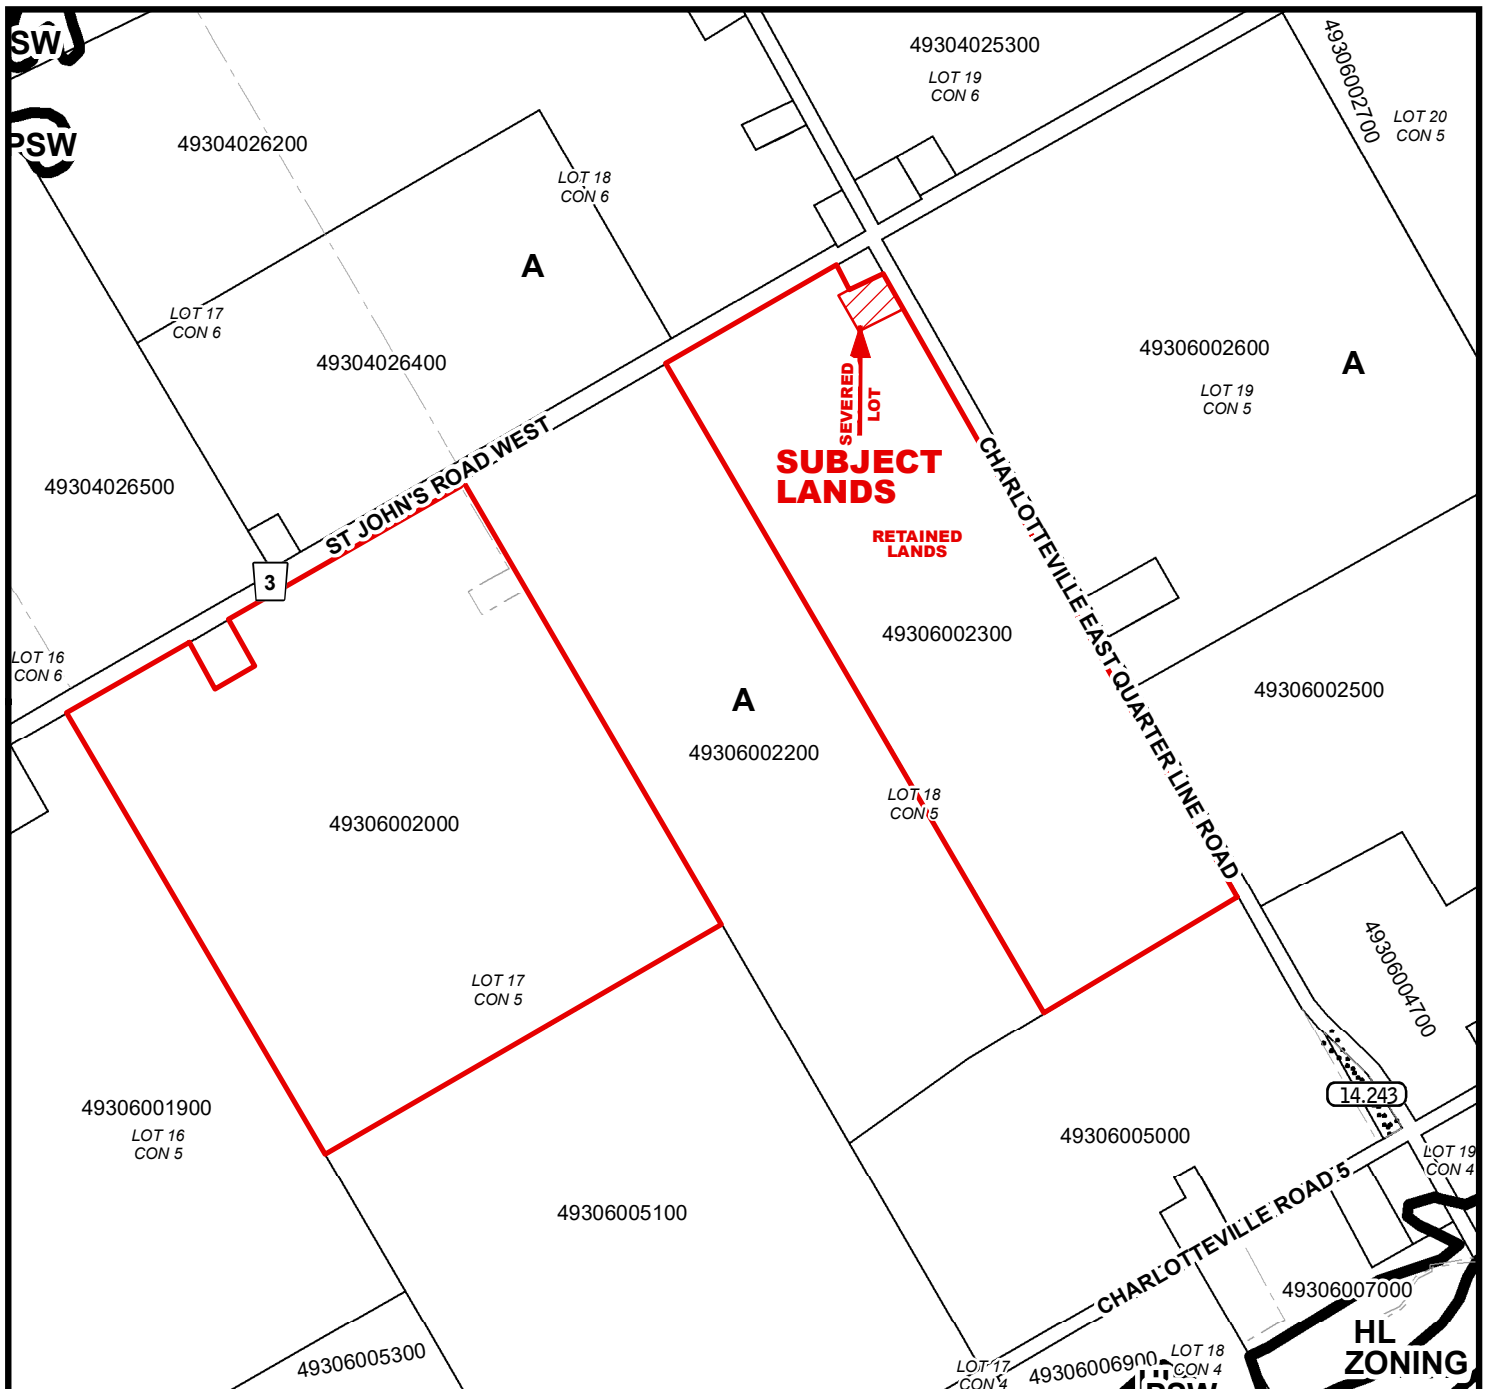 SW
PSW
49304026200
49304025300
LOT 19
CON 6
49306002700
LOT 20
CON 5
LOT 18
CON 6
A
LOT 17
CON 6
49304026400
49306002600
A
LOT 19
CON 5
SEVERED
LOT
SUBJECT
LANDS
RETAINED
LANDS
ST JOHN'S ROAD WEST
49304026500
3
CHARLOTTEVILLE EAST QUARTER LINE ROAD
49306002300
LOT 16
CON 6
49306002500
A
49306002200
LOT 18
CON 5
49306002000
49306004700
LOT 17
CON 5
14.243
49306001900
LOT 16
CON 5
49306005000
LOT 19
CON 4
49306005100
CHARLOTTEVILLE ROAD 5
49306007000
HL
ZONING
49306005300
LOT 17
CON 4
49306006900
LOT 18
CON 4
PSW